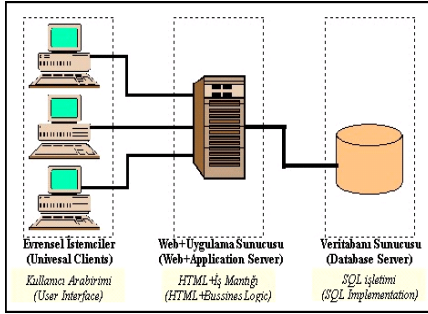 Evrensel İstemciler
(Univesal Clients)
Web+Uygulama Sunucusu
(Web+Application Server)
Veritabanı Sunucusu
(Database Server)
Kullanıcı Arabirimi
(User Interface)
HTML+İş Mantığı
(HTML+Bussines Logic)
SQL işletimi
(SQL Implementation)